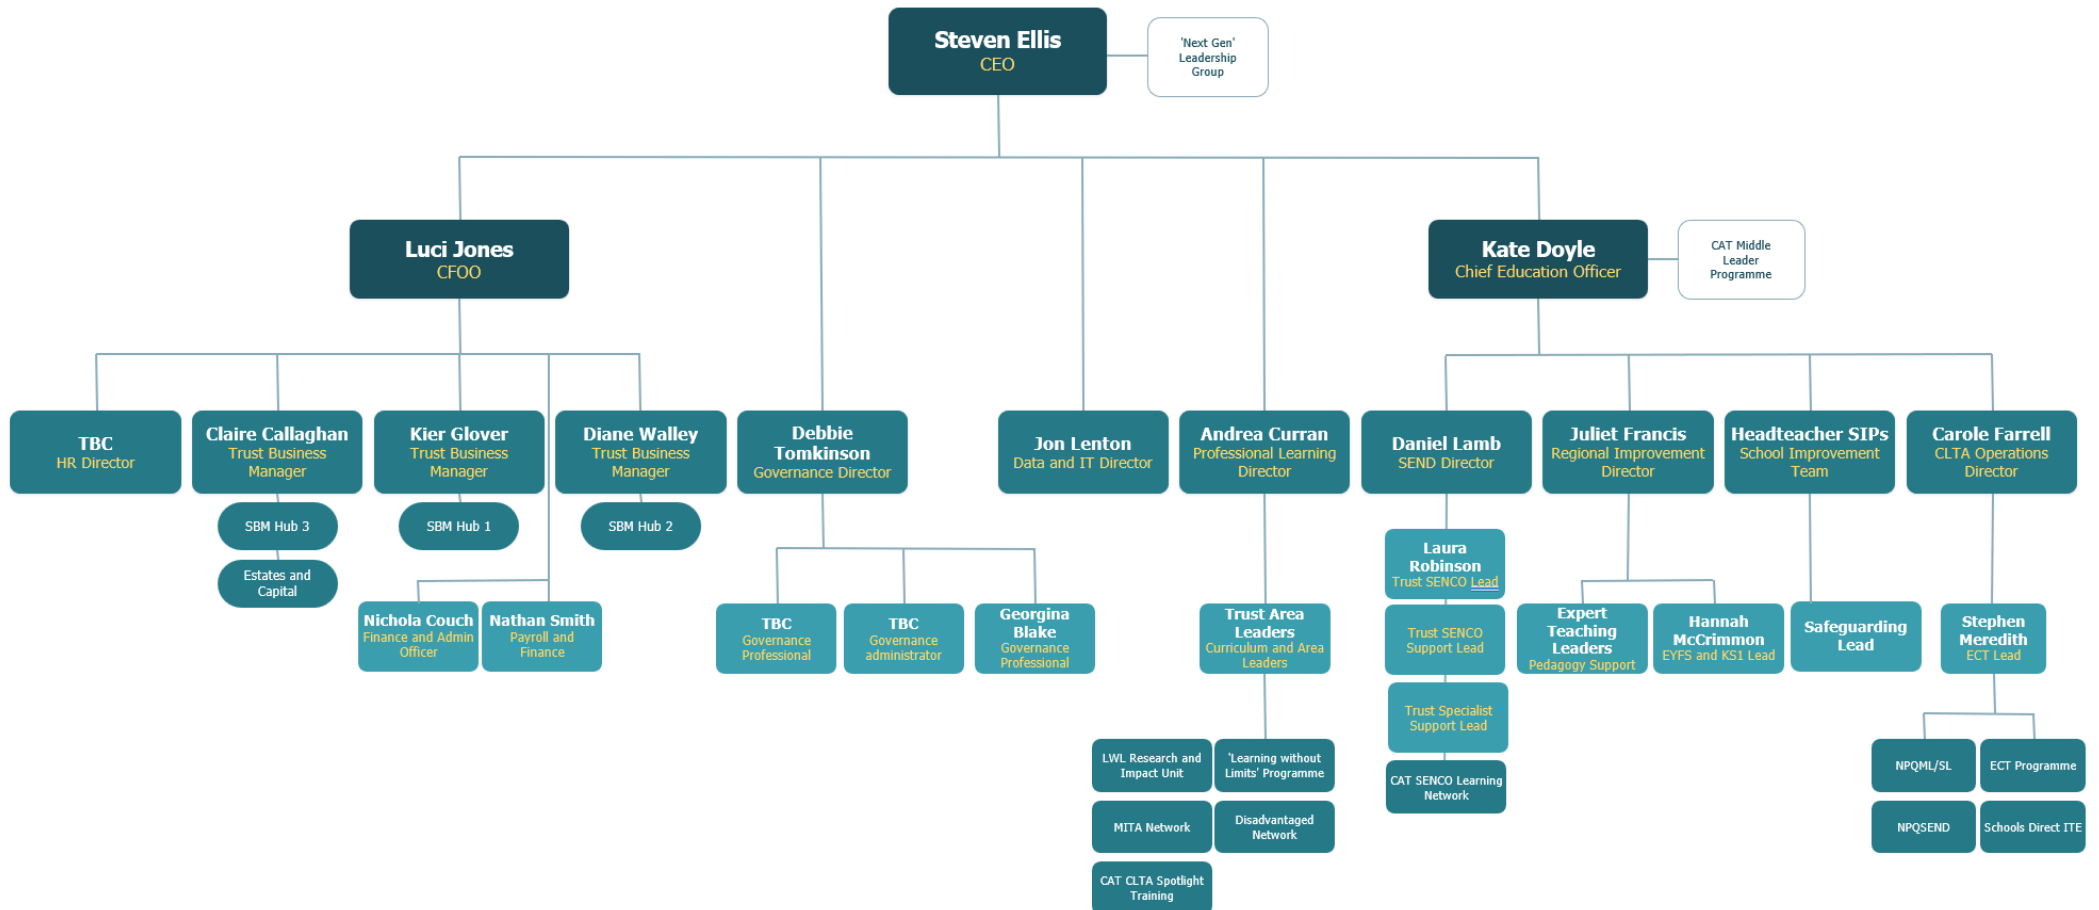 Steven Ellis
CEO
'Next Gen'
Leadership
Group
Luci Jones
CFOO
Kate Doyle
Chief Education Officer
CAT Middle
Leader
Programme
TBC
HR Director
Claire Callaghan
Trust Business
Manager
Kier Glover
Trust Business
Manager
Diane Walley
Trust Business
Manager
Debbie
Tomkinson
Governance Director
Jon Lenton
Data and IT Director
Andrea Curran
Professional Learning
Director
Daniel Lamb
SEND Director
Juliet Francis
Regional Improvement
Director
Headteacher SIPs
School Improvement
Team
Carole Farrell
CLTA Operations
Director
SBM Hub 3
Estates and
Capital
SBM Hub 1
SBM Hub 2
Nichola Couch
Finance and Admin
Officer
Nathan Smith
Payroll and
Finance
TBC
Governance
Professional
TBC
Governance
administrator
Georgina
Blake
Governance
Professional
Trust Area
Leaders
Curriculum and Area
Leaders
Laura
Robinson
Trust SENCO Lead
Trust SENCO
Support Lead
Trust Specialist
Support Lead
CAT SENCO Learning
Network
Expert
Teaching
Leaders
Pedagogy Support
Hannah
McCrimmon
EYFS and KS1 Lead
Safeguarding
Lead
Stephen
Meredith
ECT Lead
LWL Research and
Impact Unit
'Learning without
Limits' Programme
MITA Network
Disadvantaged
Network
CAT CLTA Spotlight
Training
NPQML/SL
ECT Programme
NPQSEND
Schools Direct ITE